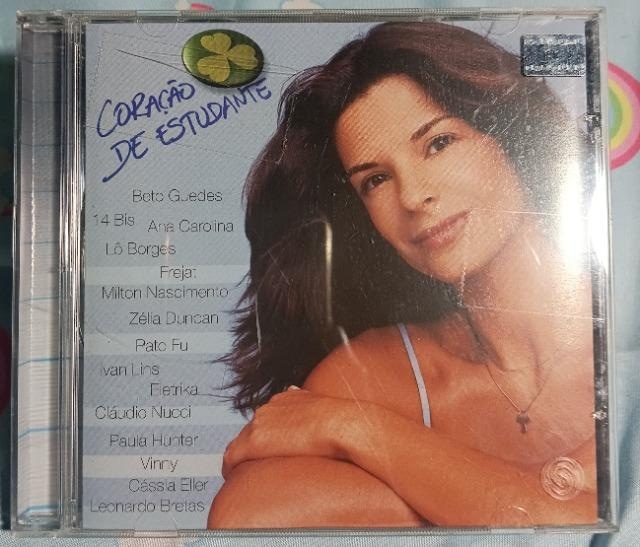 CORAÇÃO
DE ESTUDANTE
Beto Guedes
14 Bis
Ana Carolina
Lô Borges
Frejat
Milton Nascimento
Zélia Duncan
Pato Fu
Ivan Lins
Eletrika
Cláudio Nucci
Paula Hunter
Vinny
Cássia Eller
Leonardo Bretas